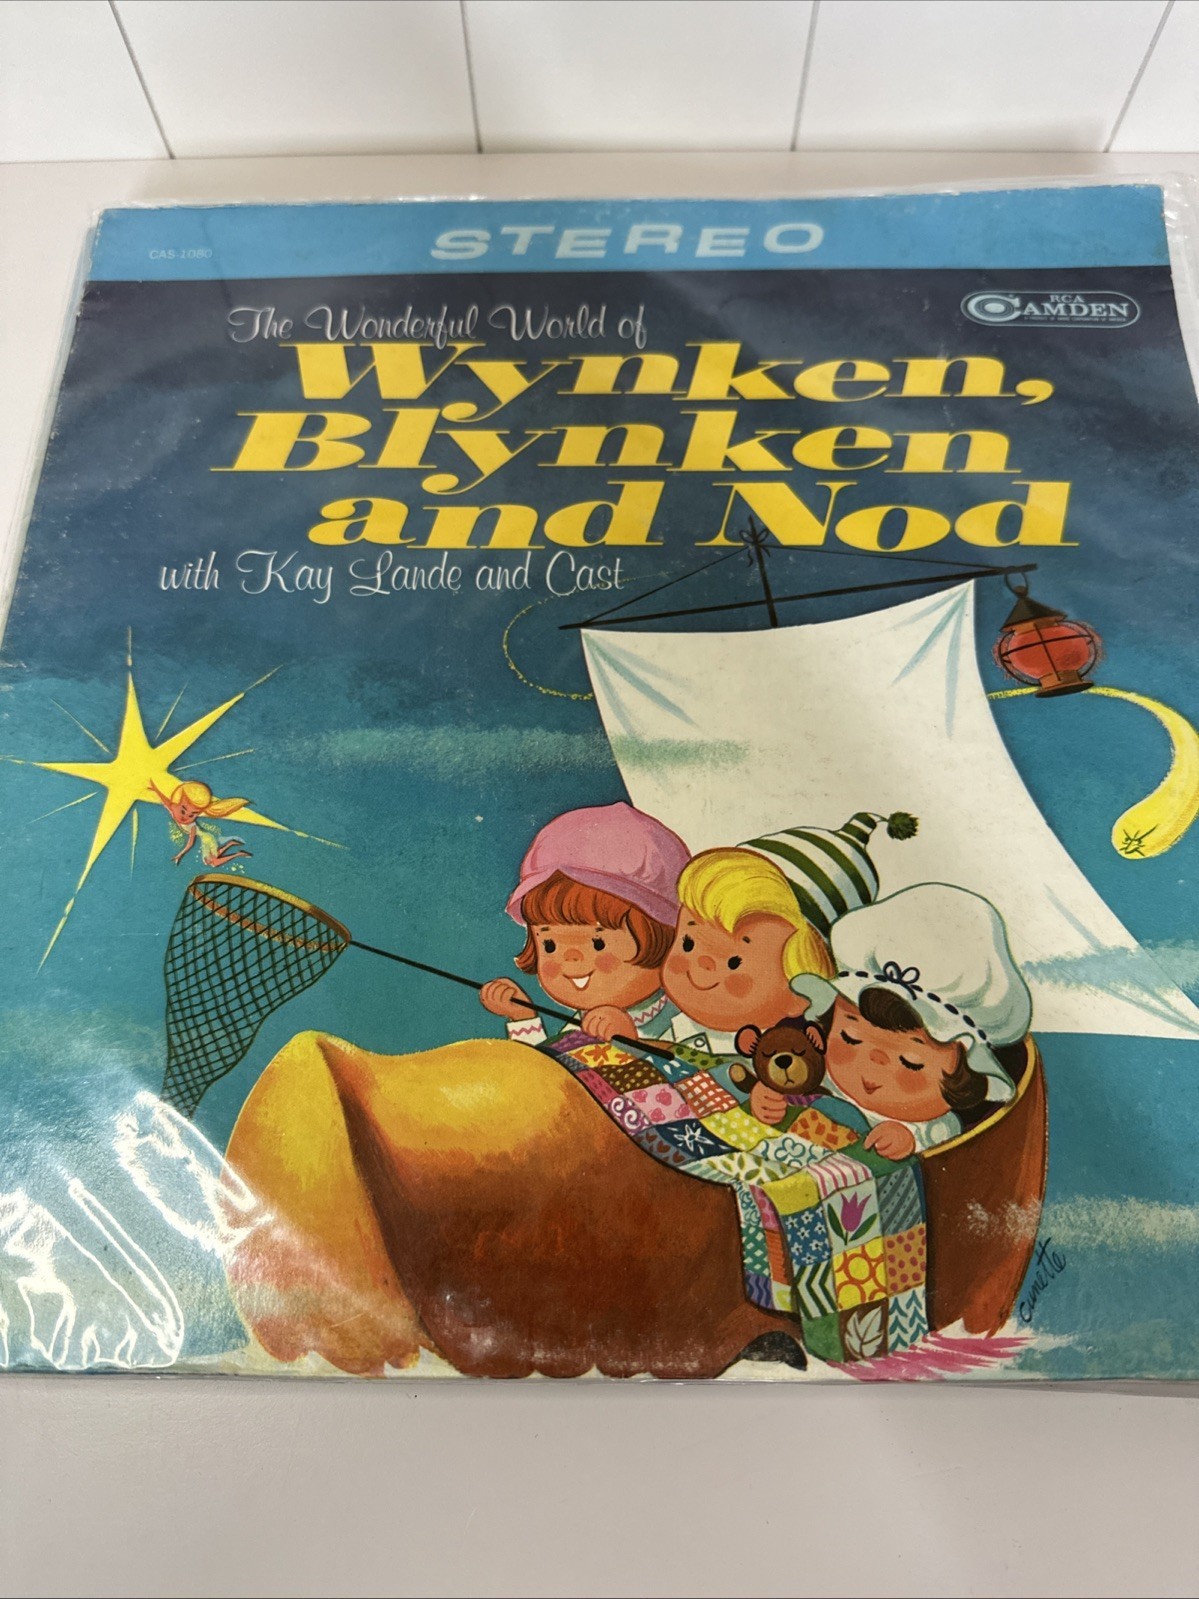 STEREO
CAS-1080
The Wonderful World of
RCA
CAMDEN
Wynken,
Blynken
and Nod
with Kay Lande and Cast